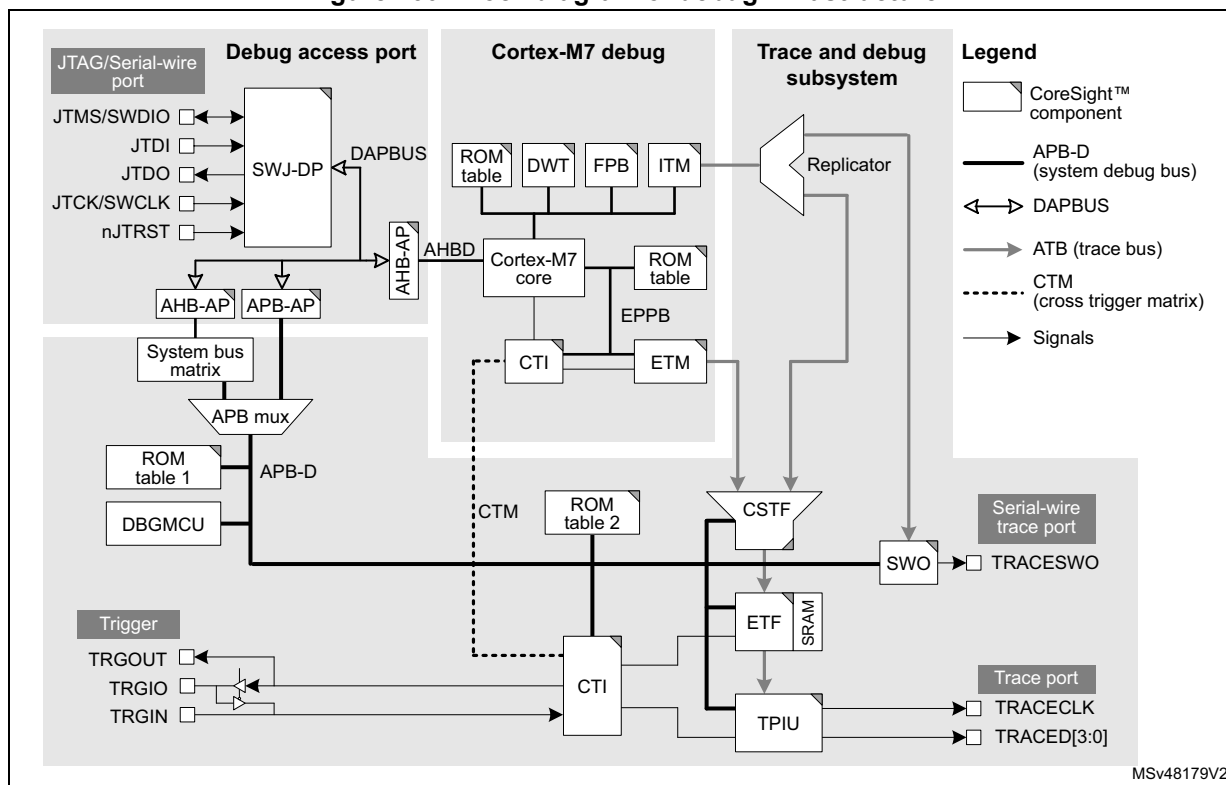 JTAG/Serial-wire
port
Debug access port
JTMS/SWDIO
JTDI
JTDO
JTCK/SWCLK
nJTRST
SWJ-DP
DAPBUS
AHB-AP
AHBD
AHB-AP
APB-AP
System bus
matrix
APB mux
ROM
table 1
APB-D
DBGMCU
Cortex-M7 debug
ROM
table
DWT
FPB
ITM
Cortex-M7
core
ROM
table
EPPB
CTI
ETM
CTM
ROM
table 2
Trace and debug
subsystem
Replicator
CSTF
ETF
SRAM
TPIU
SWO
Serial-wire
trace port
TRACESWO
Trigger
TRGOUT
TRGIO
TRGIN
CTI
Trace port
TRACECLK
TRACED[3:0]
Legend
CoreSight™
component
APB-D
(system debug bus)
DAPBUS
ATB (trace bus)
CTM
(cross trigger matrix)
Signals
MSv48179V2